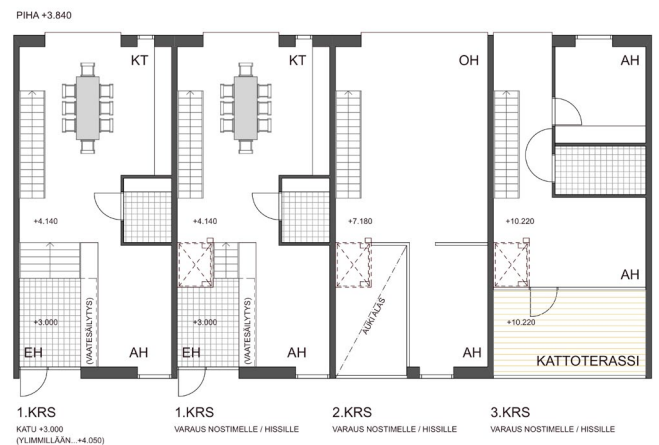 PIHA +3.840
KT
KT
OH
AH
+4.140
+4.140
+7.180
+10.220
AH
(VAATESÄILYTYS)
(VAATESÄILYTYS)
AUKI ALAS
+3.000
+3.000
+10.220
EH
AH
EH
AH
AH
KATTOTERASSI
1.KRS
1.KRS
2.KRS
3.KRS
KATU +3.000
VARAUS NOSTIMELLE / HISSILLE
VARAUS NOSTIMELLE / HISSILLE
VARAUS NOSTIMELLE / HISSILLE
(YLIMMILLÄÄN...+4.050)